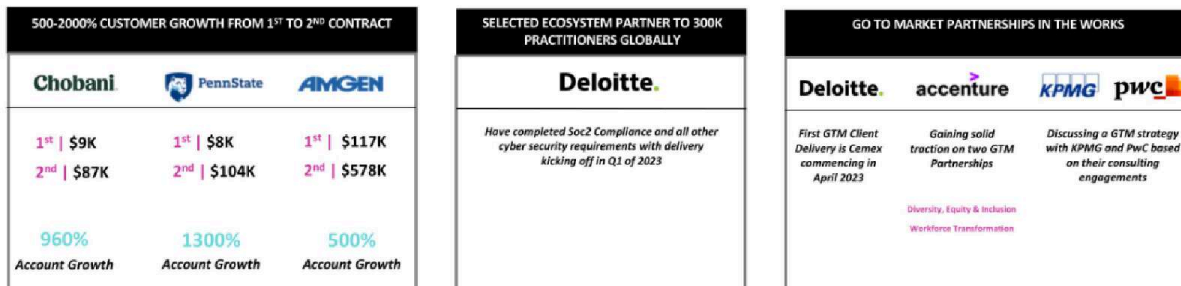 500-2000% CUSTOMER GROWTH FROM 1ST TO 2ND CONTRACT
Chobani.
PennState
AMGEN
1st | $9K
2nd | $87K
1st | $8K
2nd | $104K
1st | $117K
2nd | $578K
960%
Account Growth
1300%
Account Growth
500%
Account Growth
SELECTED ECOSYSTEM PARTNER TO 300K
PRACTITIONERS GLOBALLY
Deloitte.
Have completed Soc2 Compliance and all other
cyber security requirements with delivery
kicking off in Q1 of 2023
GO TO MARKET PARTNERSHIPS IN THE WORKS
Deloitte.
accenture
KPMG
pwc
First GTM Client
Delivery is Cemex
commencing in
April 2023
Gaining solid
traction on two GTM
Partnerships
Diversity, Equity & Inclusion
Workforce Transformation
Discussing a GTM strategy
with KPMG and PwC based
on their consulting
engagements